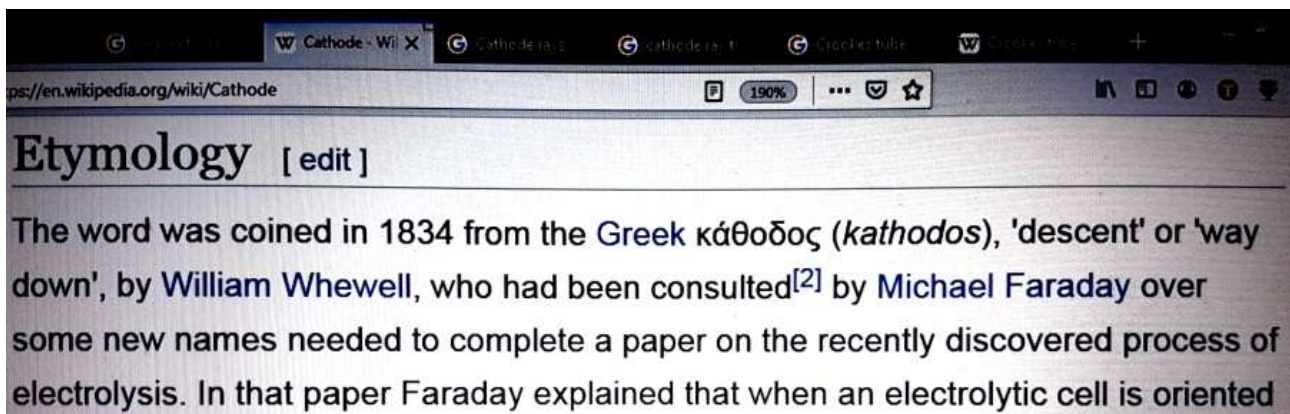 Cathode - Wi
Cathode rays
cathode ray t
Crookes tube
Crookes tube
ps://en.wikipedia.org/wiki/Cathode
190%
Etymology [ edit ]
The word was coined in 1834 from the Greek κάθοδος (kathodos), 'descent' or 'way
down', by William Whewell, who had been consulted[2] by Michael Faraday over
some new names needed to complete a paper on the recently discovered process of
electrolysis. In that paper Faraday explained that when an electrolytic cell is oriented